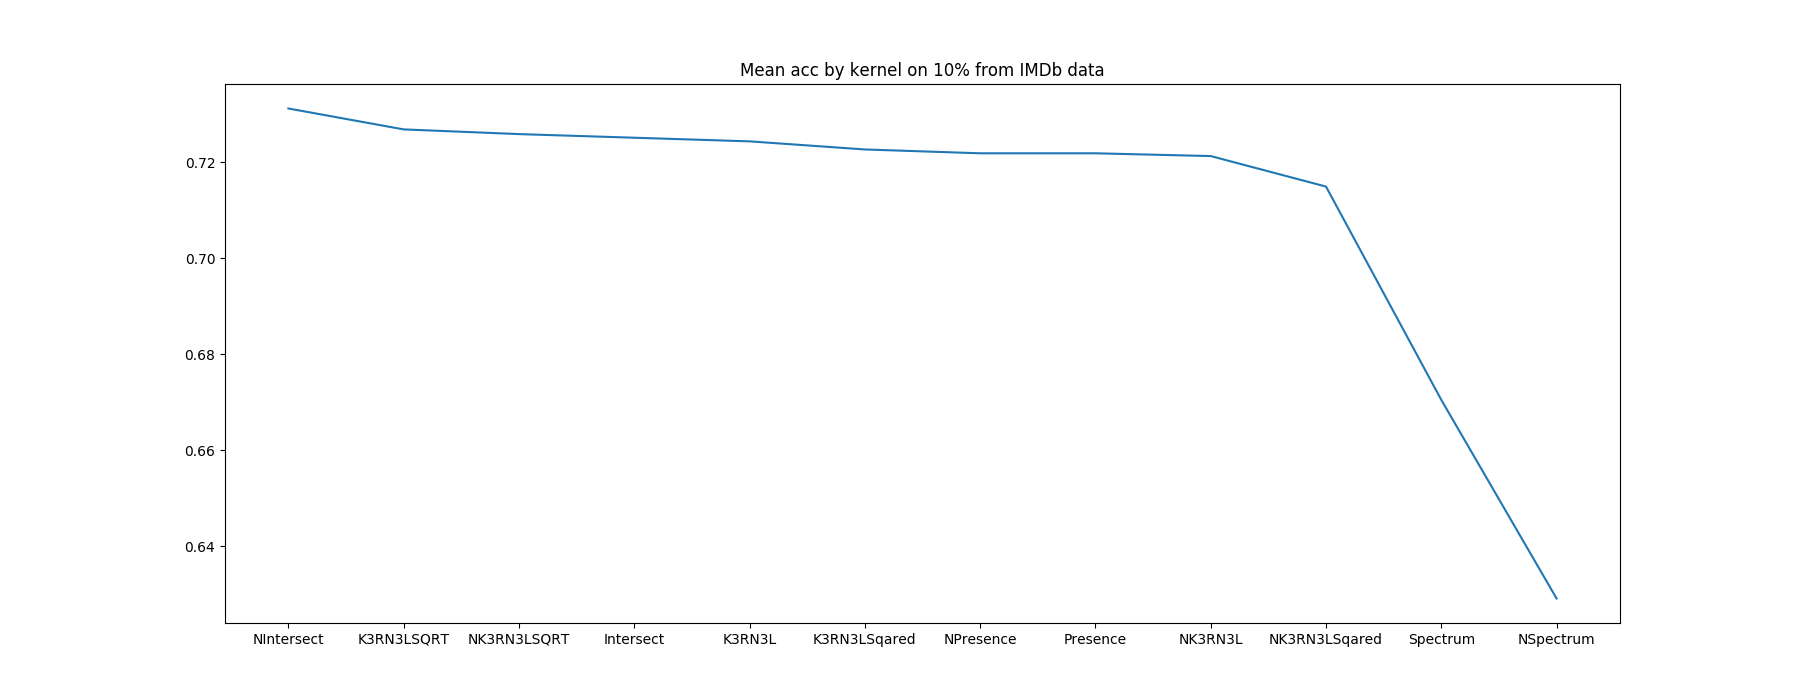 Mean acc by kernel on 10% from IMDb data
0.72
0.70
0.68
0.66
0.64
NIntersect K3RN3LSQRT NK3RN3LSQRT Intersect K3RN3L K3RN3LSqared NPresence Presence NK3RN3L NK3RN3LSqared Spectrum NSpectrum